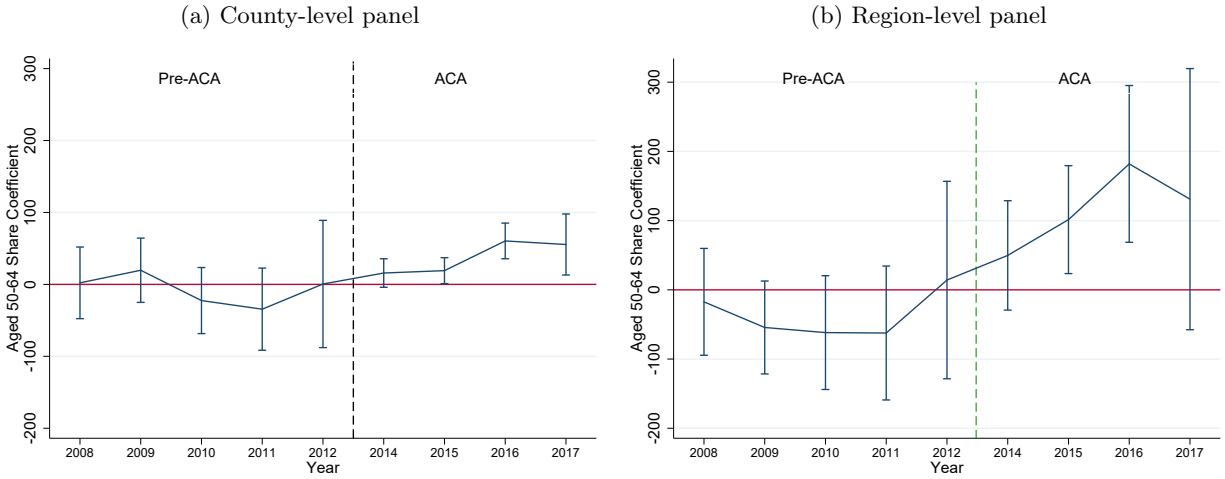 (a) County-level panel
Pre-ACA
ACA
Aged 50-64 Share Coefficient
300
200
100
0
-100
-200
2008 2009 2010 2011 2012 2014 2015 2016 2017
Year
(b) Region-level panel
Pre-ACA
ACA
Aged 50-64 Share Coefficient
300
200
100
0
-100
-200
2008 2009 2010 2011 2012 2014 2015 2016 2017
Year